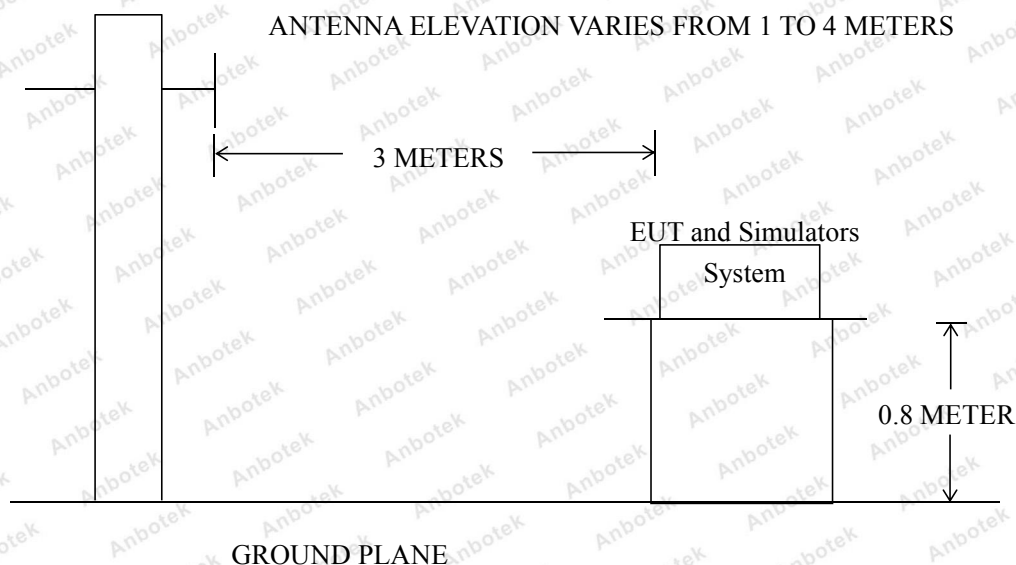 ANTENNA ELEVATION VARIES FROM 1 TO 4 METERS
3 METERS
EUT and Simulators
System
0.8 METER
GROUND PLANE
Anbotek